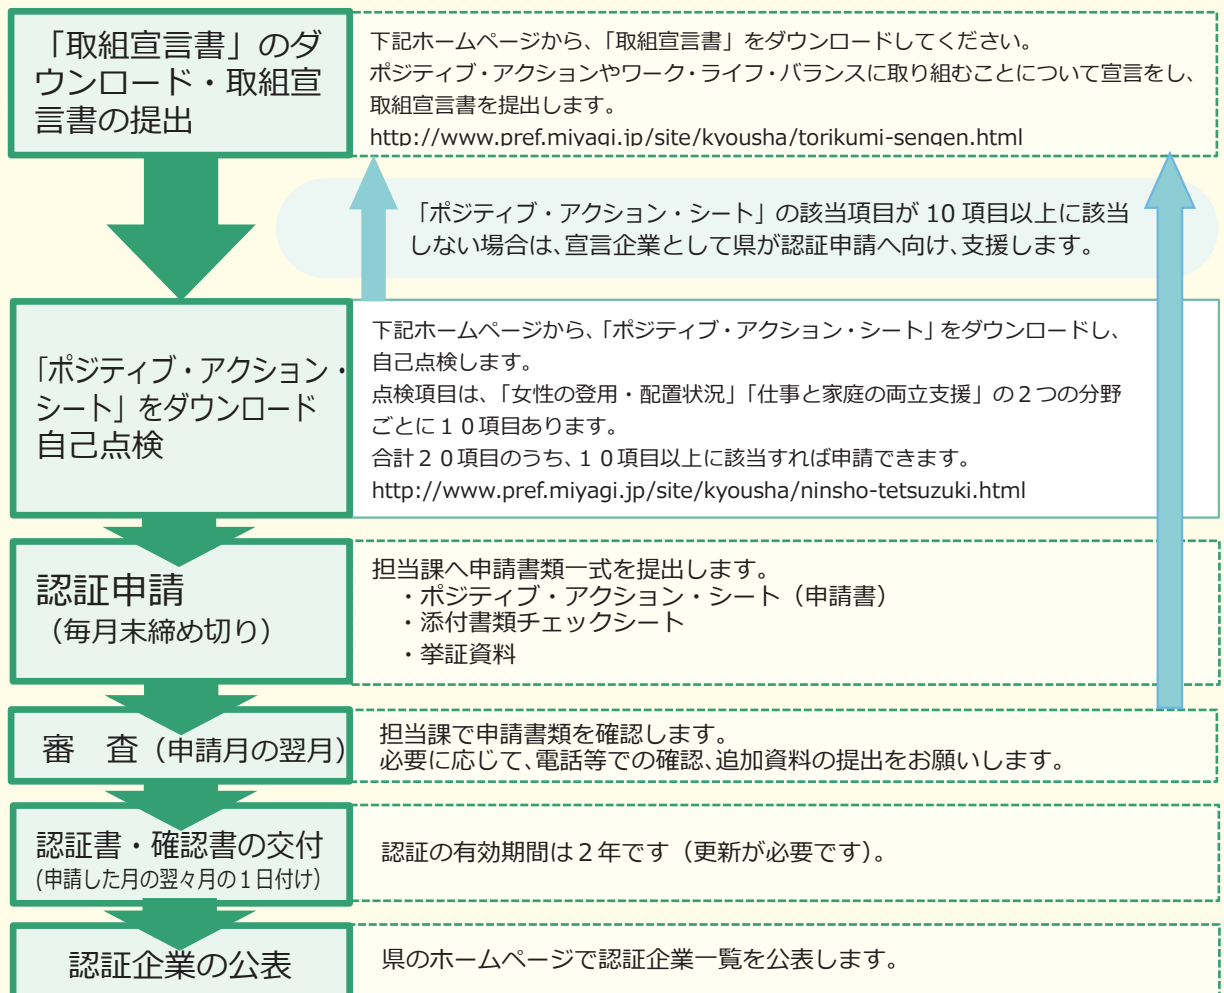 「取組宣言書」のダ
ウンロード・取組宣
言書の提出
下記ホームページから、「取組宣言書」をダウンロードしてください。
ポジティブ・アクションやワーク・ライフ・バランスに取り組むことについて宣言をし、
取組宣言書を提出します。
http://www.pref.miyagi.jp/site/kyousha/torikumi-sengen.html
「ポジティブ・アクション・シート」の該当項目が 10 項目以上に該当
しない場合は、宣言企業として県が認証申請へ向け、支援します。
「ポジティブ・アクション・
シート」をダウンロード
自己点検
下記ホームページから、「ポジティブ・アクション・シート」をダウンロードし、
自己点検します。
点検項目は、「女性の登用・配置状況」「仕事と家庭の両立支援」の２つの分野
ごとに１０項目あります。
合計２０項目のうち、１０項目以上に該当すれば申請できます。
http://www.pref.miyagi.jp/site/kyousha/ninsho-tetsuzuki.html
認証申請
（毎月末締め切り）
担当課へ申請書類一式を提出します。
・ポジティブ・アクション・シート（申請書）
・添付書類チェックシート
・挙証資料
審　査（申請月の翌月）
担当課で申請書類を確認します。
必要に応じて、電話等での確認、追加資料の提出をお願いします。
認証書・確認書の交付
(申請した月の翌々月の１日付け）
認証の有効期間は２年です（更新が必要です）。
認証企業の公表
県のホームページで認証企業一覧を公表します。